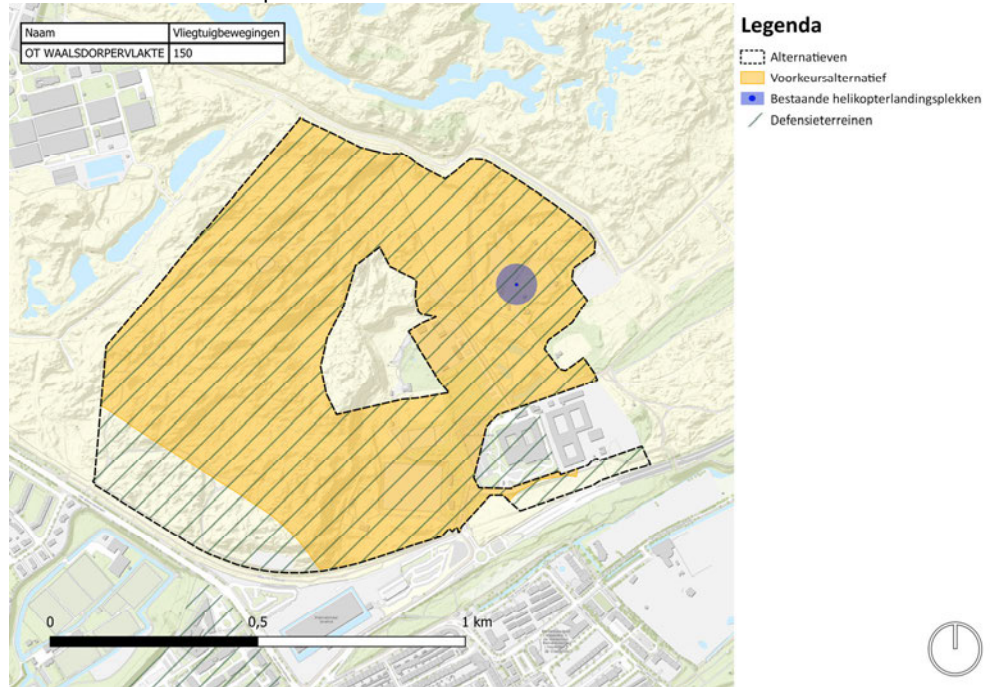 Naam Vliegtuigbewegingen
OT WAALSDORPERVLAKTE 150
Legenda
Alternatieven
Voorkeursalternatief
Bestaande helikopterlandingsplekken
Defensieterreinen
0 0,5 1 km